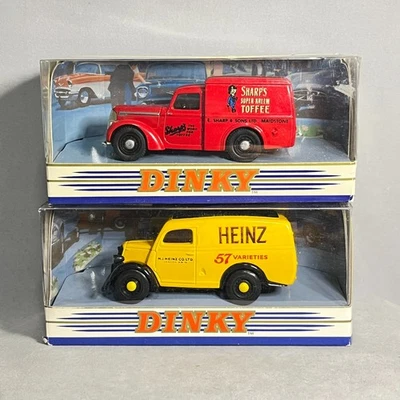 SHARP'S
SUPER-KREEM
TOFFEE
E. SHARP & SONS LTD. MAIDSTONE
Sharp's
DINKY
HEINZ
57 VARIETIES
H.J. HEINZ CO. LTD.
DINKY